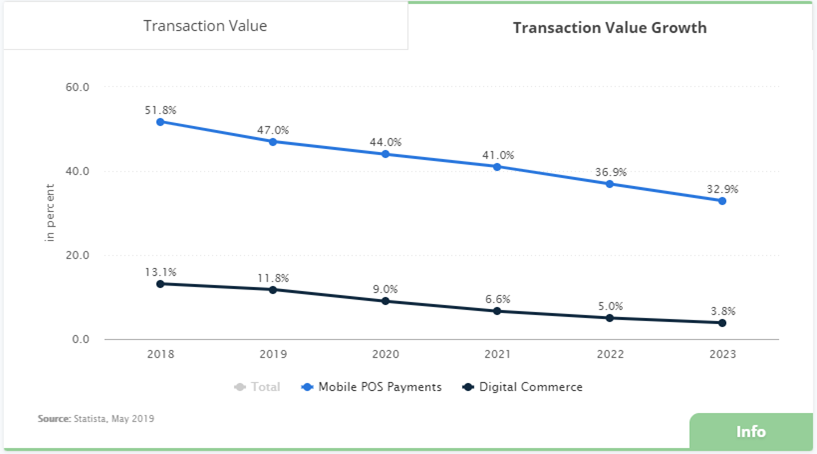 Transaction Value
Transaction Value Growth
60.0
40.0
20.0
0.0
in percent
51.8%
47.0%
44.0%
41.0%
36.9%
32.9%
13.1%
11.8%
9.0%
6.6%
5.0%
3.8%
2018
2019
2020
2021
2022
2023
Total
Mobile POS Payments
Digital Commerce
Source: Statista, May 2019
Info